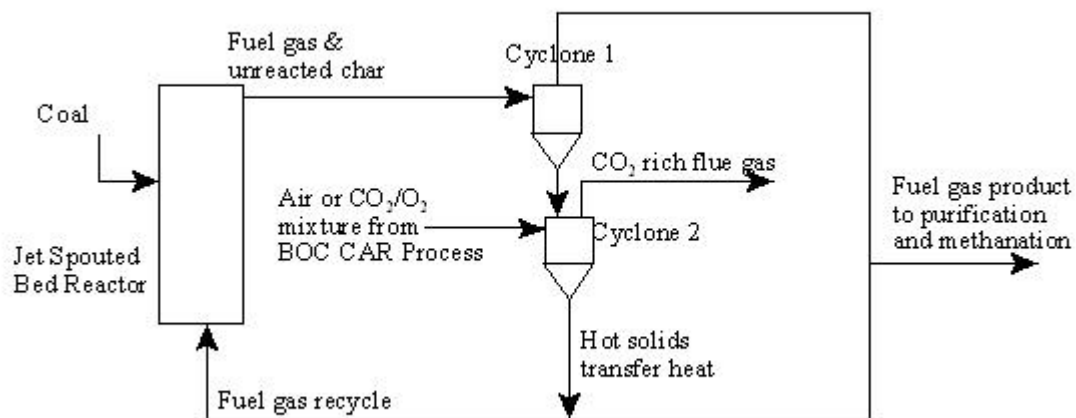 Fuel gas &
unreacted char
Cyclone 1
Coal
CO₂ rich flue gas
Air or CO₂/O₂
mixture from
BOC CAR Process
Cyclone 2
Fuel gas product
to purification
and methanation
Jet Spouted
Bed Reactor
Hot solids
transfer heat
Fuel gas recycle